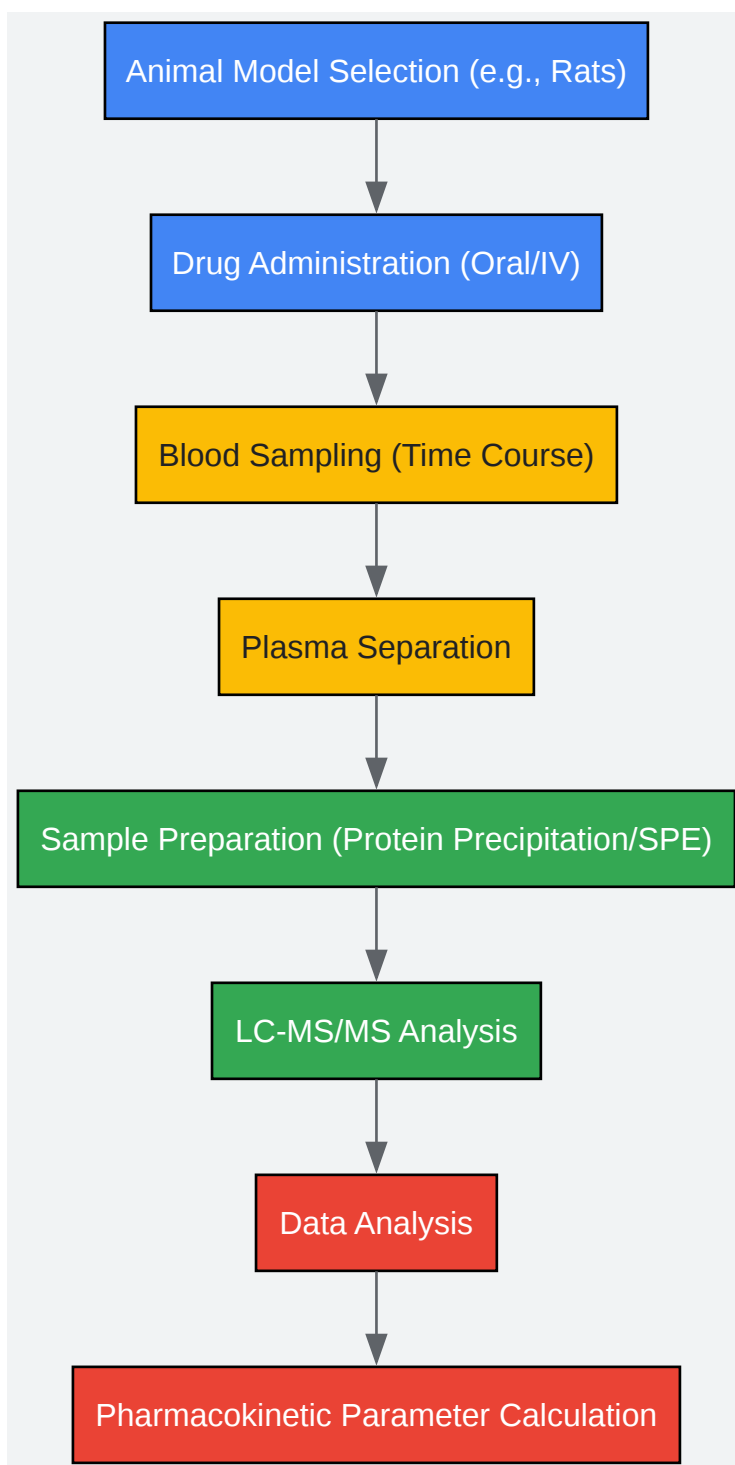 Animal Model Selection (e.g., Rats)
Drug Administration (Oral/IV)
Blood Sampling (Time Course)
Plasma Separation
Sample Preparation (Protein Precipitation/SPE)
LC-MS/MS Analysis
Data Analysis
Pharmacokinetic Parameter Calculation